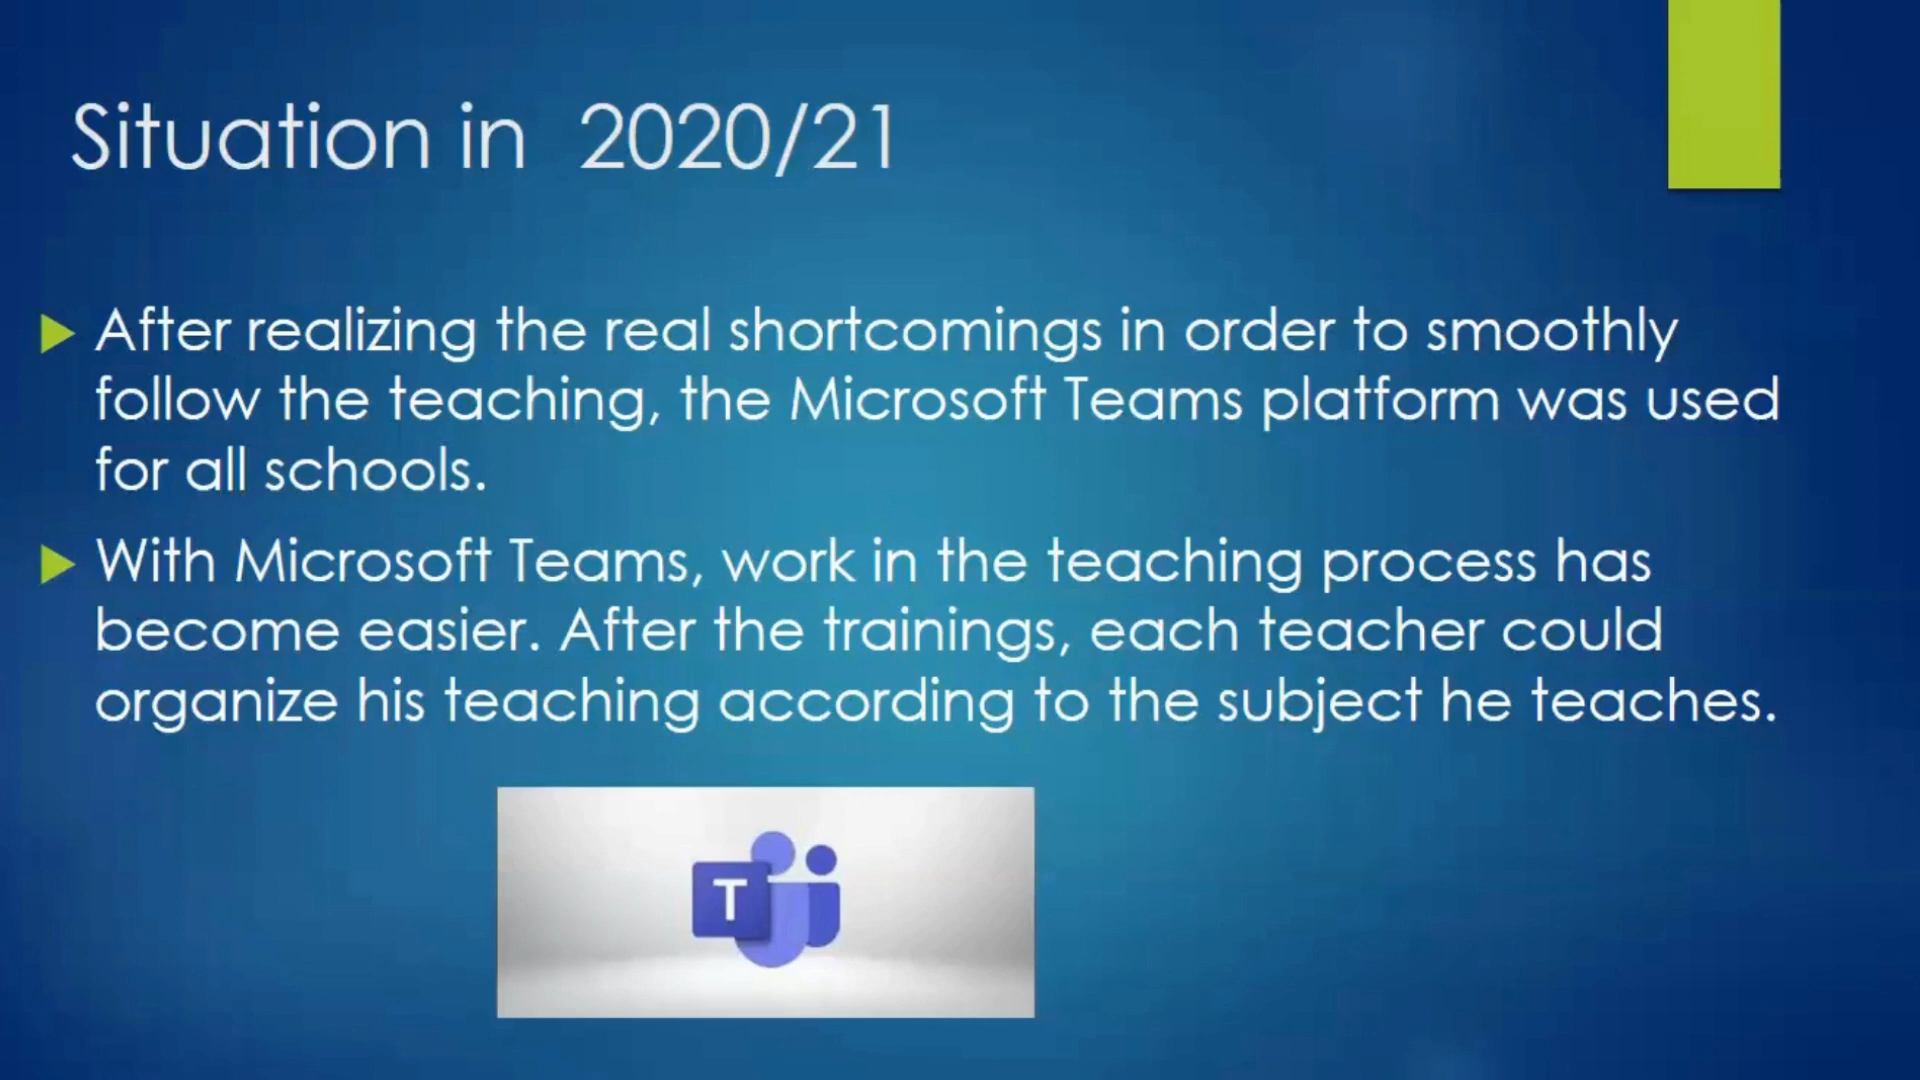 Situation in 2020/21
After realizing the real shortcomings in order to smoothly
follow the teaching, the Microsoft Teams platform was used
for all schools.
With Microsoft Teams, work in the teaching process has
become easier. After the trainings, each teacher could
organize his teaching according to the subject he teaches.
T